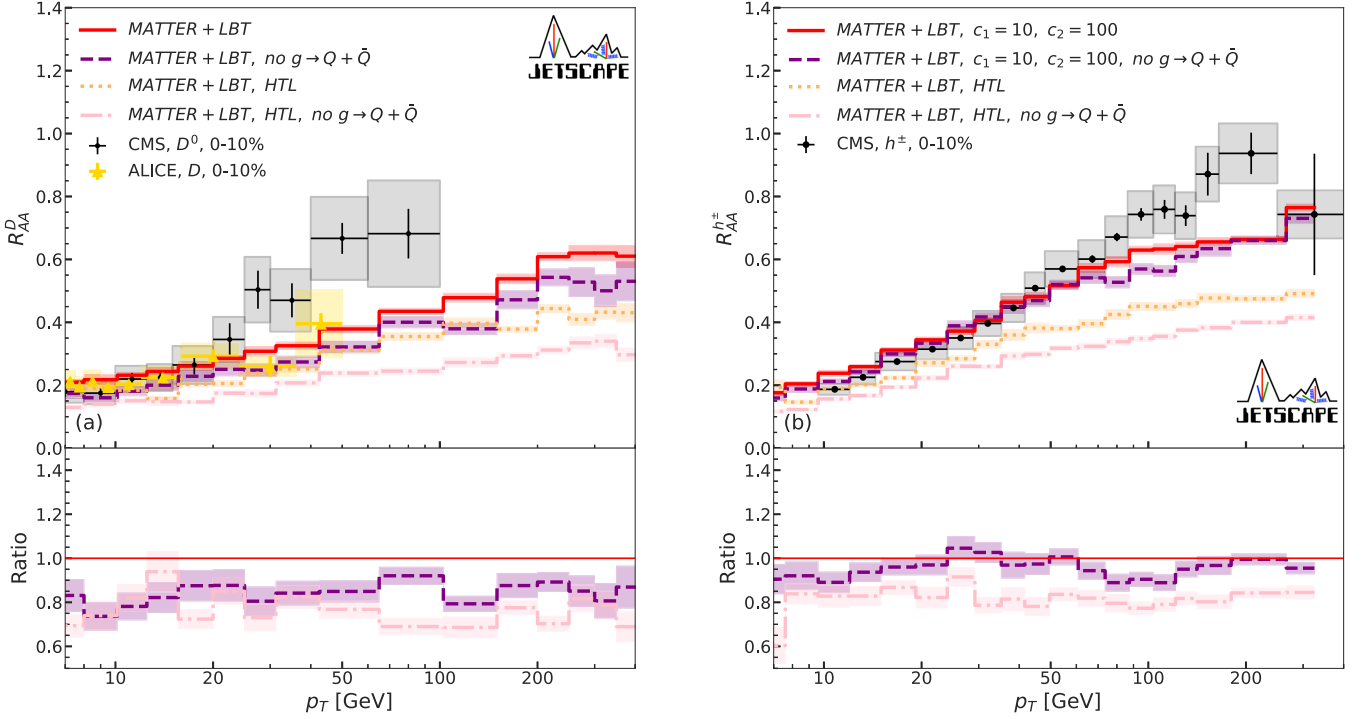 1.4
1.2
1.0
0.8
0.6
0.4
0.2
0.0
R_{AA}^{D}
MATTER + LBT
MATTER + LBT, no g → Q + Q̄
MATTER + LBT, HTL
MATTER + LBT, HTL, no g → Q + Q̄
CMS, D⁰, 0-10%
ALICE, D, 0-10%
JETSCAPE
(a)
1.4
1.2
1.0
0.8
0.6
Ratio
10 20 50 100 200
p_T [GeV]
1.4
1.2
1.0
0.8
0.6
0.4
0.2
0.0
R_{AA}^{h^±}
MATTER + LBT, c₁ = 10, c₂ = 100
MATTER + LBT, c₁ = 10, c₂ = 100, no g → Q + Q̄
MATTER + LBT, HTL
MATTER + LBT, HTL, no g → Q + Q̄
CMS, h^±, 0-10%
JETSCAPE
(b)
1.4
1.2
1.0
0.8
0.6
Ratio
10 20 50 100 200
p_T [GeV]